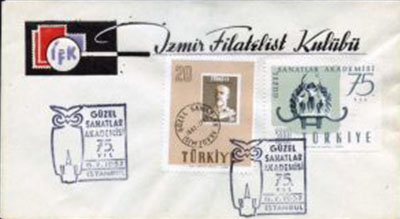 İFK
İzmir Filatelist Kulübü
20
TÜRKİYE
GÜZEL SANATLAR AKADEMİSİ
75
YIL
TÜRKİYE
GÜZEL
SANATLAR
AKADEMİSİ
75.
YIL
İSTANBUL
GÜZEL
SANATLAR
AKADEMİSİ
75.
YIL
İSTANBUL